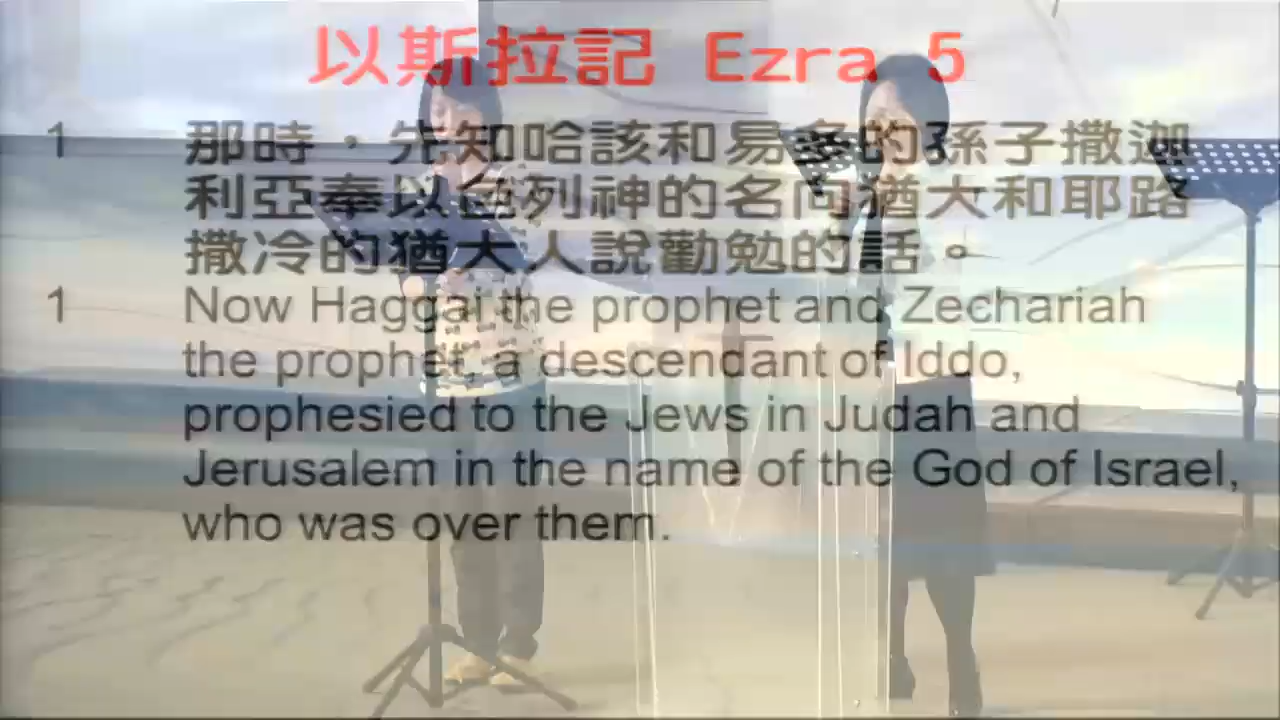 以斯拉記 Ezra 5
1 那時，先知哈該和易多的孫子撒迦
利亞奉以色列神的名向猶大和耶路
撒冷的猶大人說勸勉的話。
1 Now Haggai the prophet and Zechariah
the prophet, a descendant of Iddo,
prophesied to the Jews in Judah and
Jerusalem in the name of the God of Israel,
who was over them.